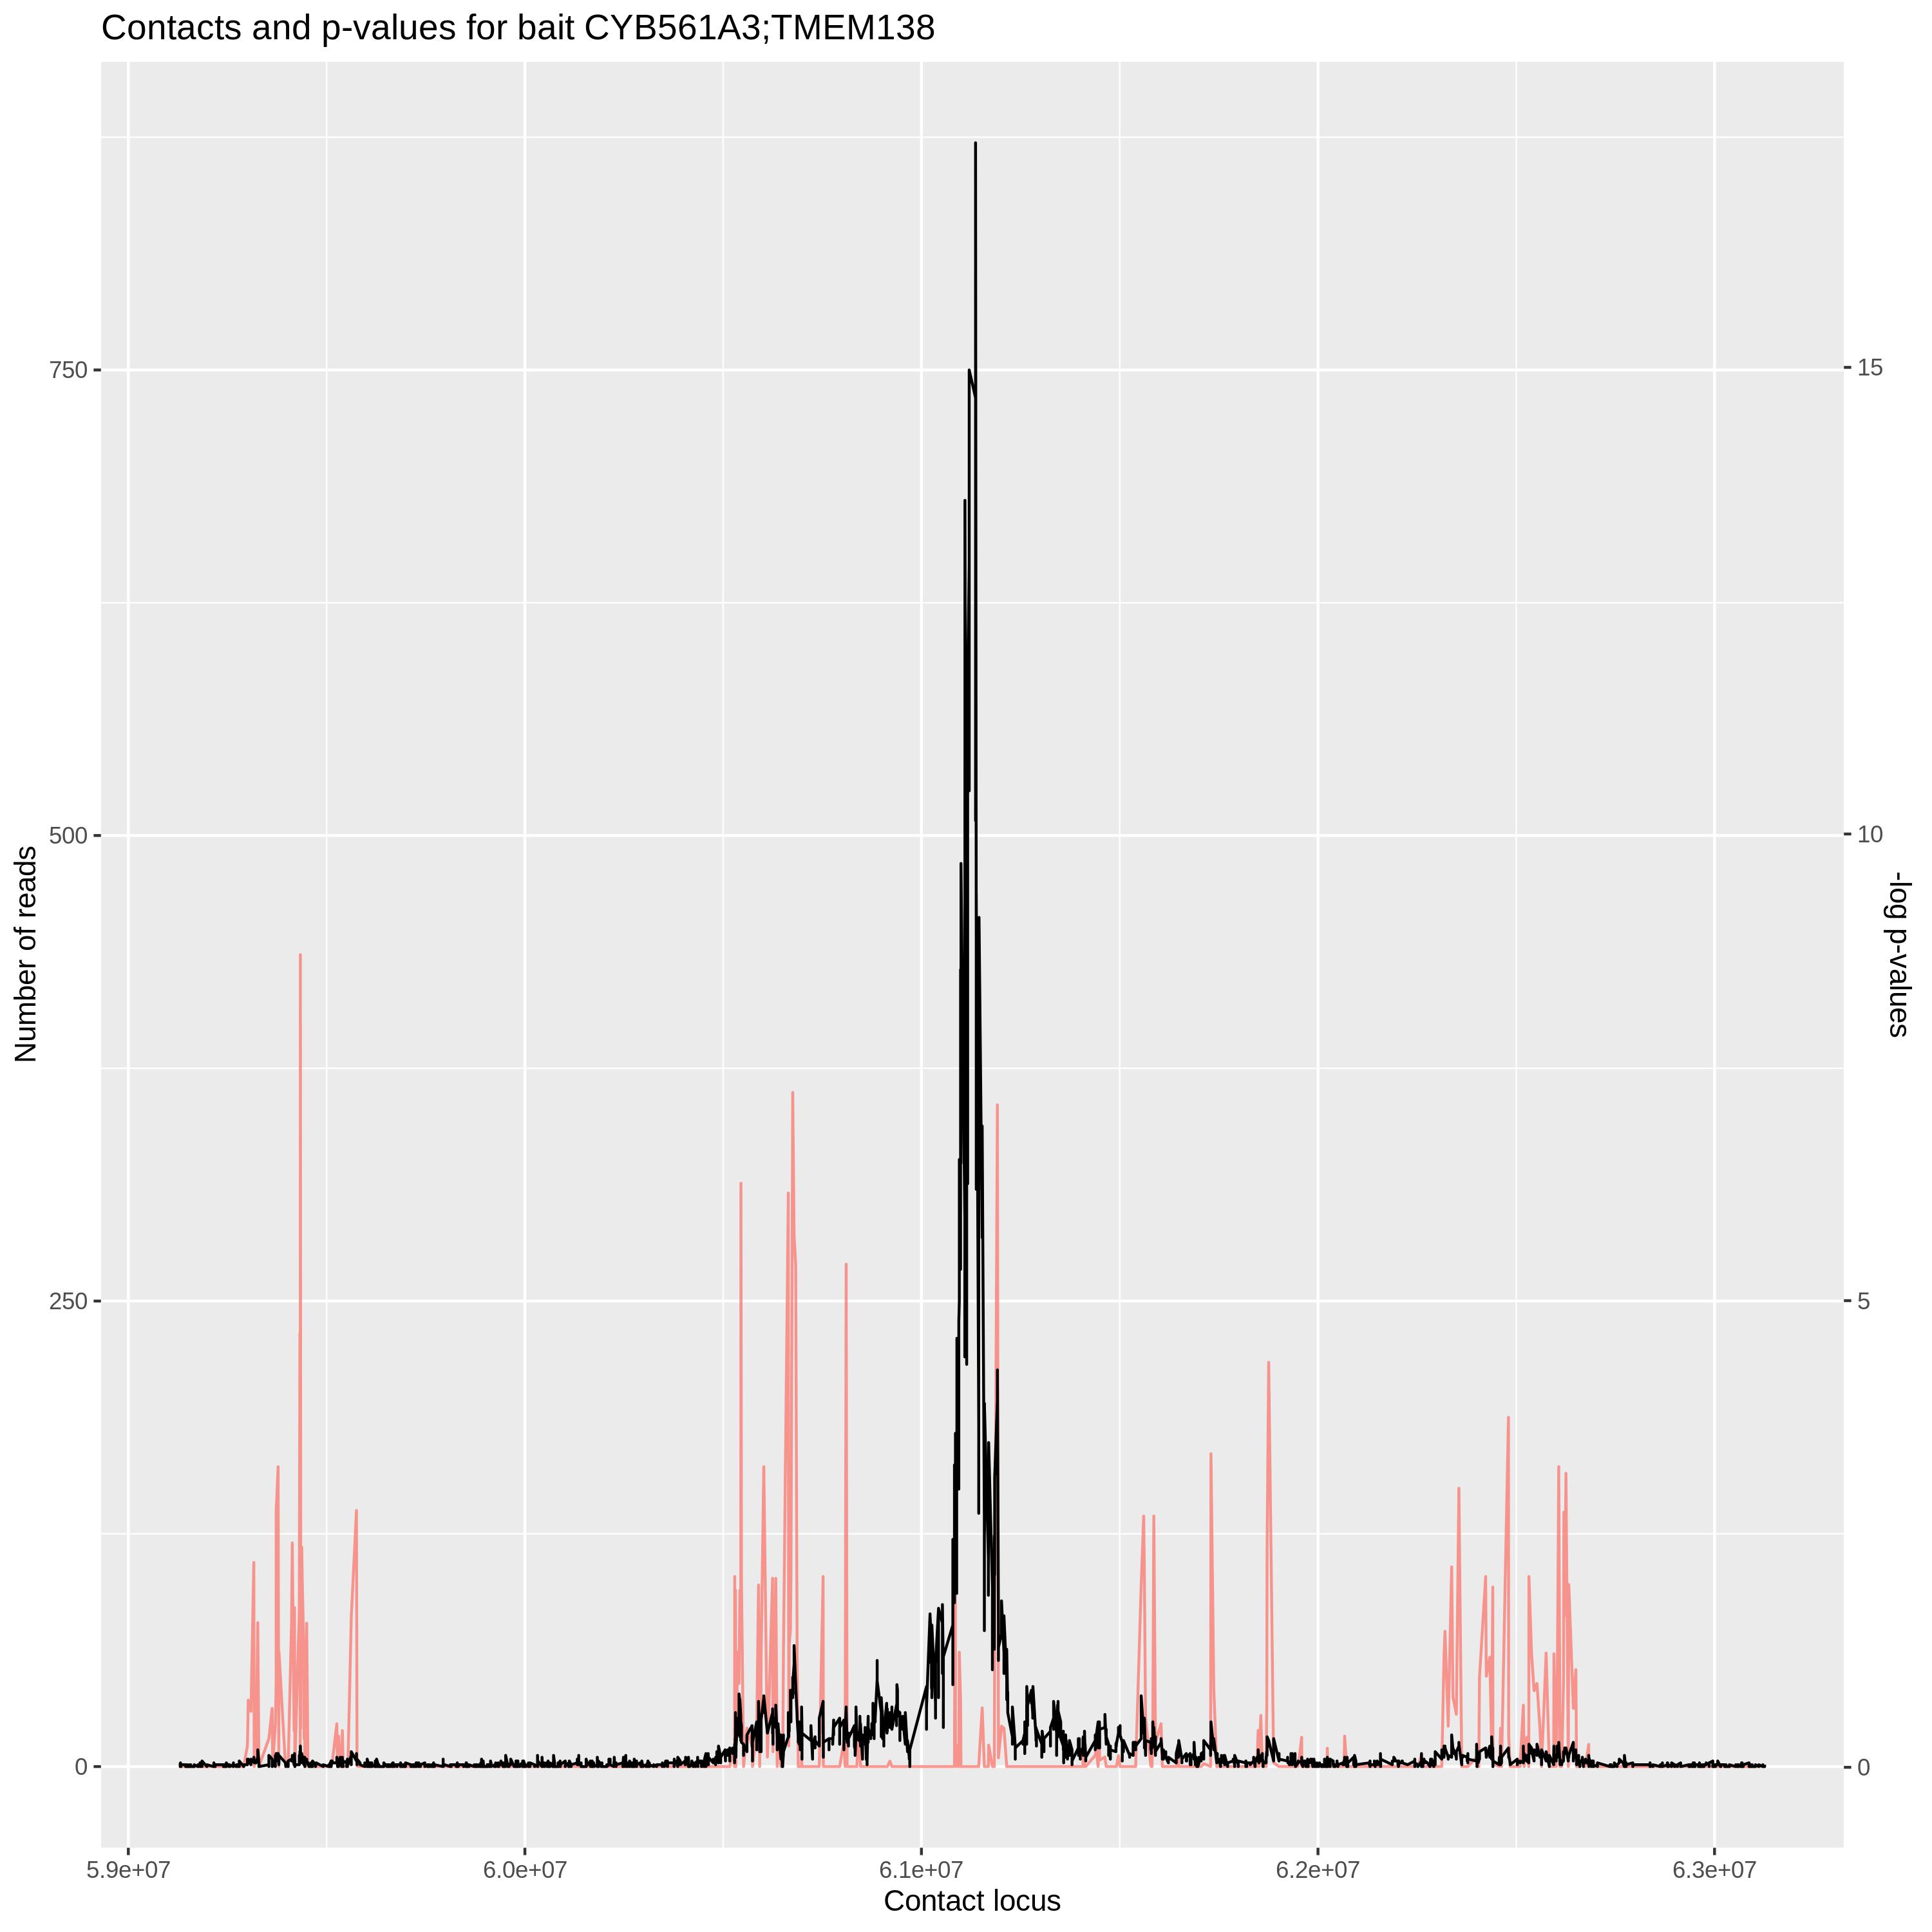 Contacts and p-values for bait CYB561A3;TMEM138
Number of reads
750
500
250
0
15
10
5
0
-log p-values
5.9e+07
6.0e+07
6.1e+07
6.2e+07
6.3e+07
Contact locus